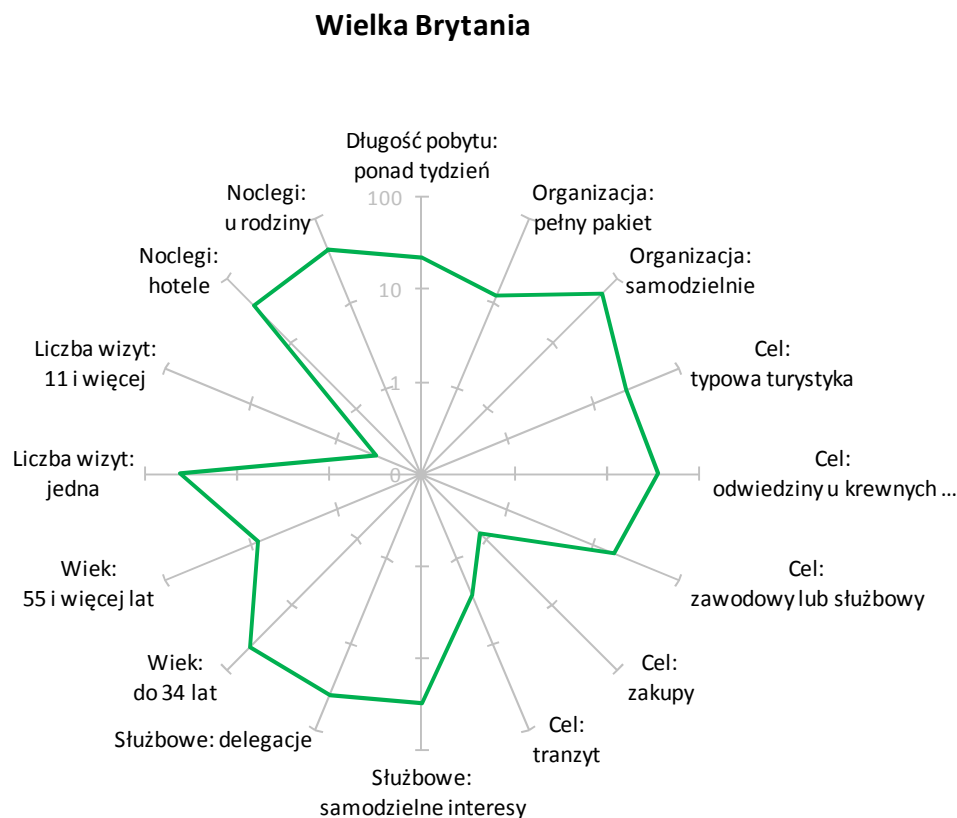 Wielka Brytania
Długość pobytu:
ponad tydzień
Organizacja:
pełny pakiet
Organizacja:
samodzielnie
Cel:
typowa turystyka
Cel:
odwiedziny u krewnych ...
Cel:
zawodowy lub służbowy
Cel:
zakupy
Cel:
tranzyt
Służbowe:
samodzielne interesy
Służbowe: delegacje
Wiek:
do 34 lat
Wiek:
55 i więcej lat
Liczba wizyt:
jedna
Liczba wizyt:
11 i więcej
Noclegi:
hotele
Noclegi:
u rodziny
100
10
1
0